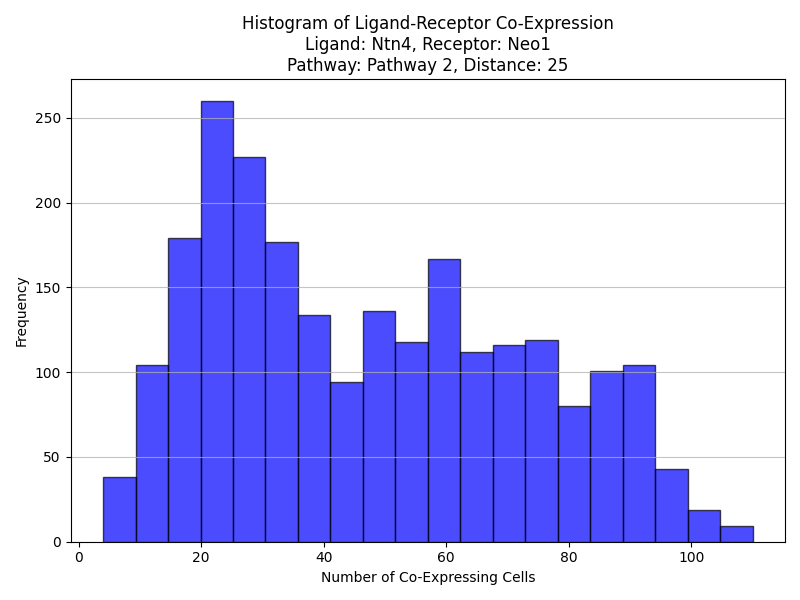 Histogram of Ligand-Receptor Co-Expression
Ligand: Ntn4, Receptor: Neo1
Pathway: Pathway 2, Distance: 25
Frequency
250
200
150
100
50
0
0 20 40 60 80 100
Number of Co-Expressing Cells